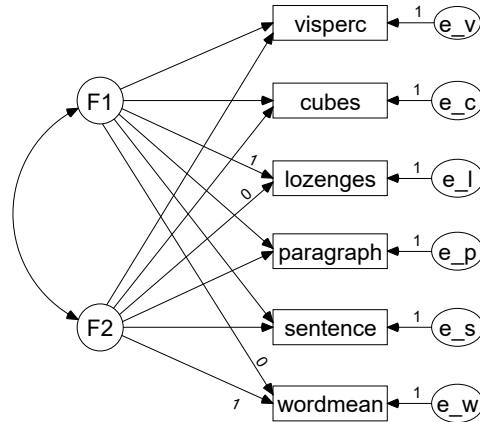 visperc 1 e_v
F1 cubes 1 e_c
1 lozenges 1 e_l
0
paragraph 1 e_p
F2 sentence 1 e_s
0
1 wordmean 1 e_w